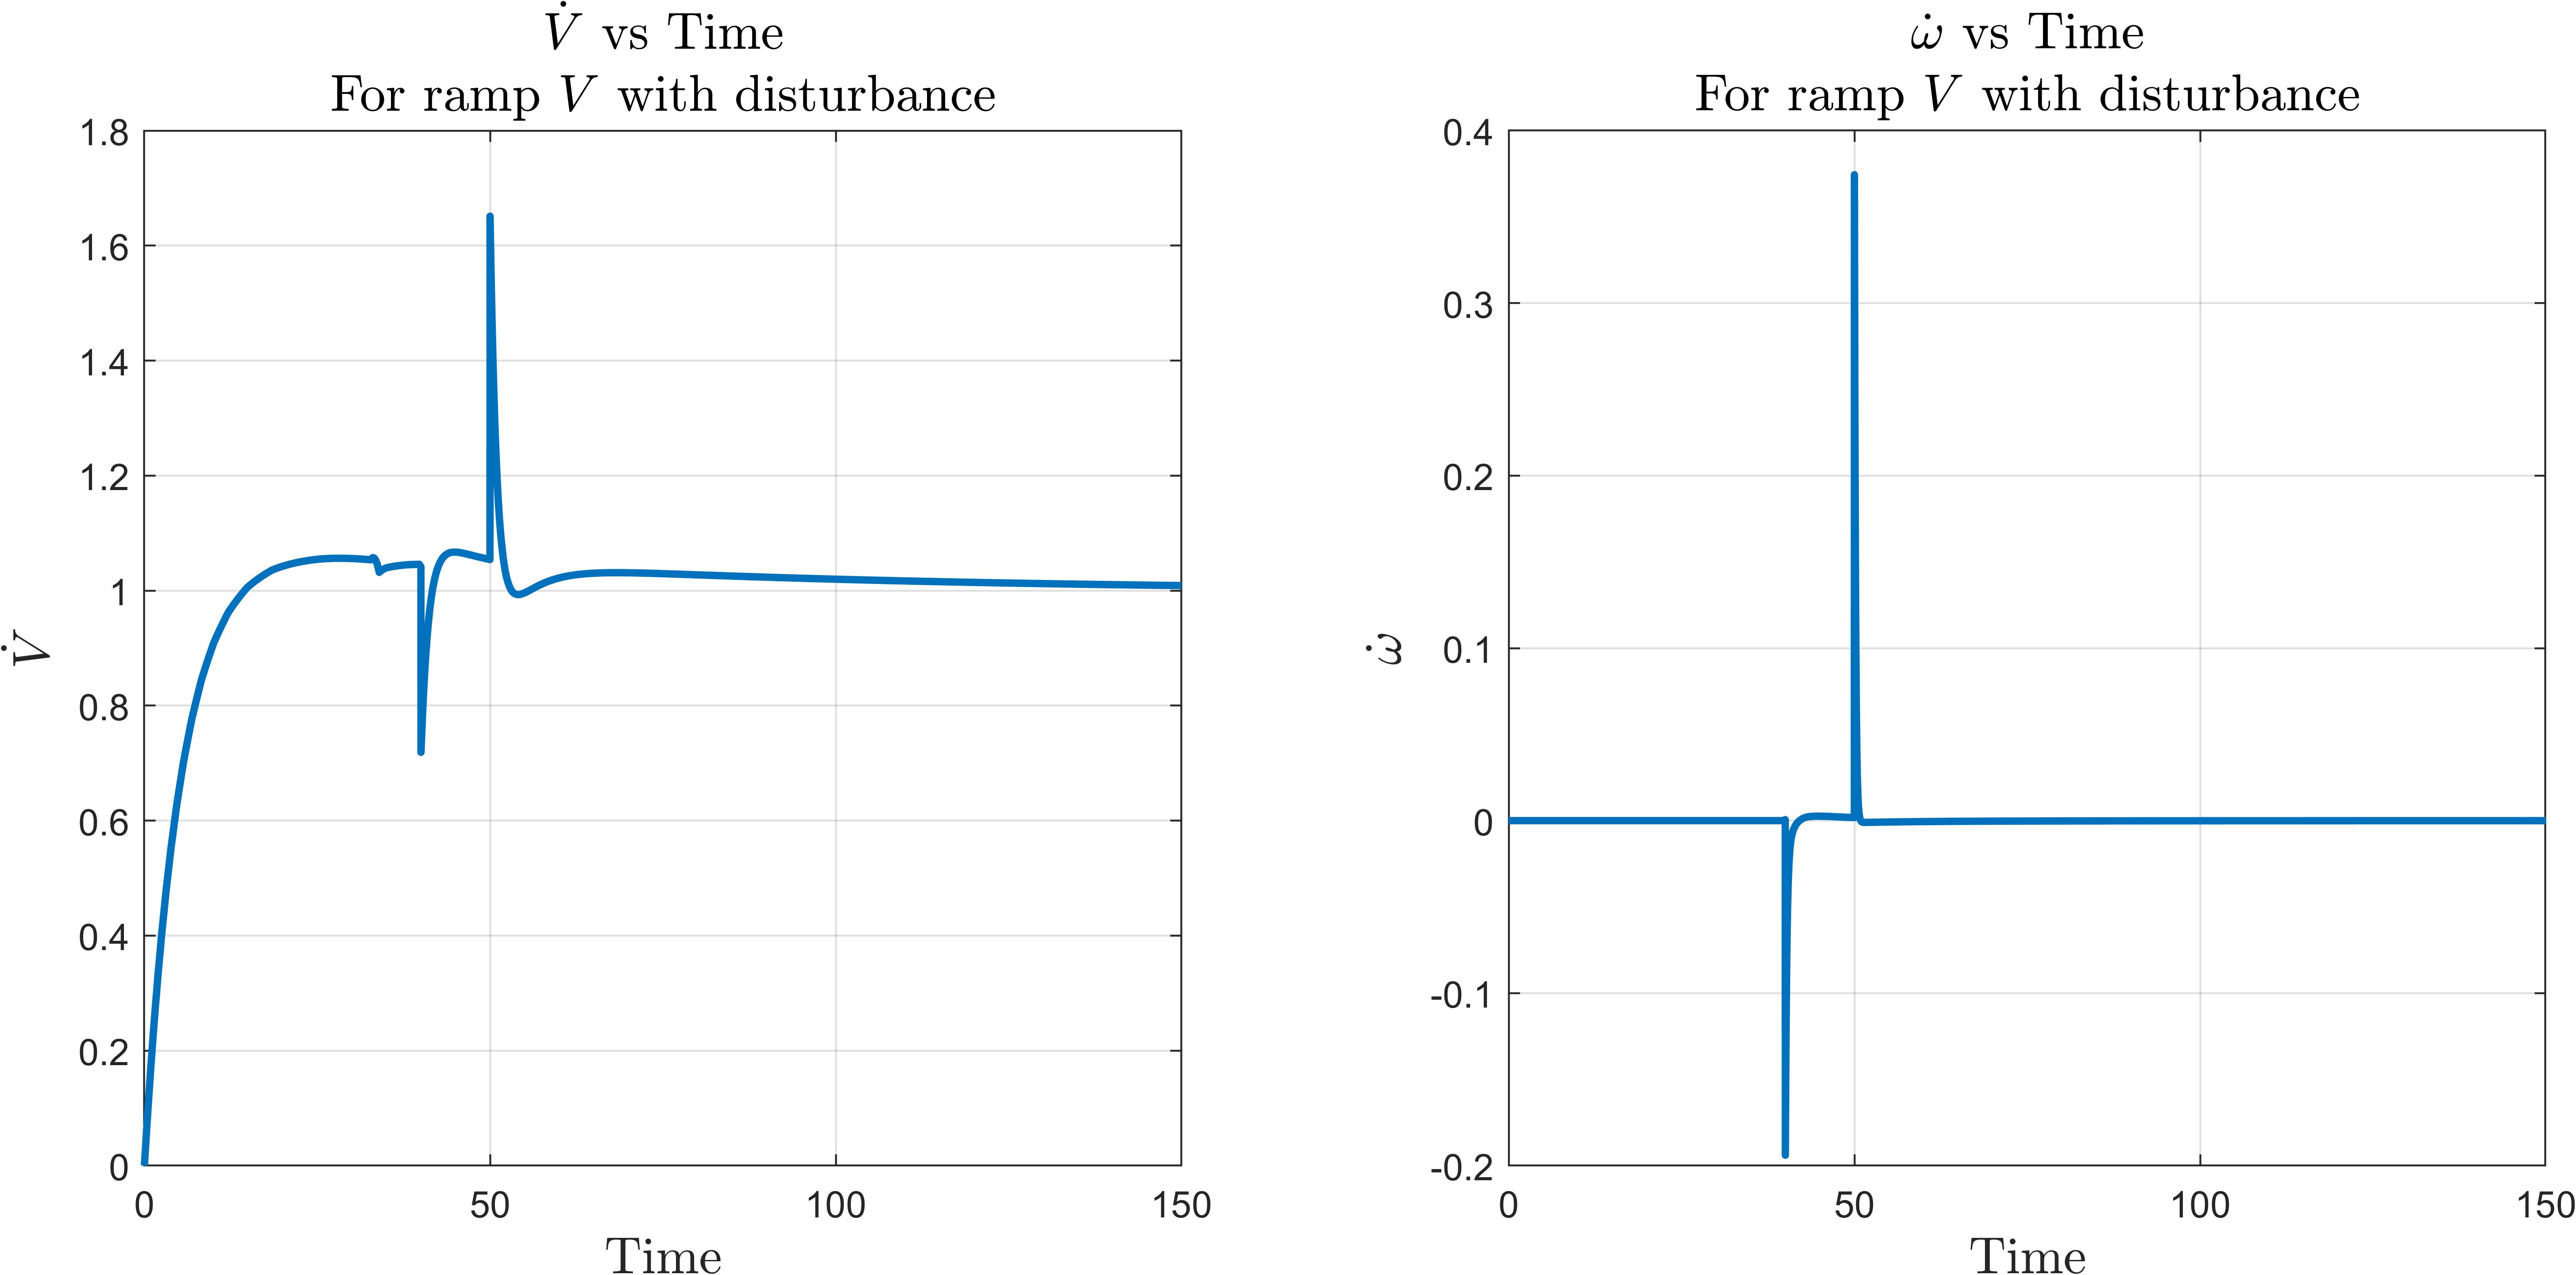 V̇ vs Time
For ramp V with disturbance
1.8
1.6
1.4
1.2
1
0.8
0.6
0.4
0.2
0
V̇
0 50 100 150
Time
ω̇ vs Time
For ramp V with disturbance
0.4
0.3
0.2
0.1
0
-0.1
-0.2
ω̇
0 50 100 150
Time